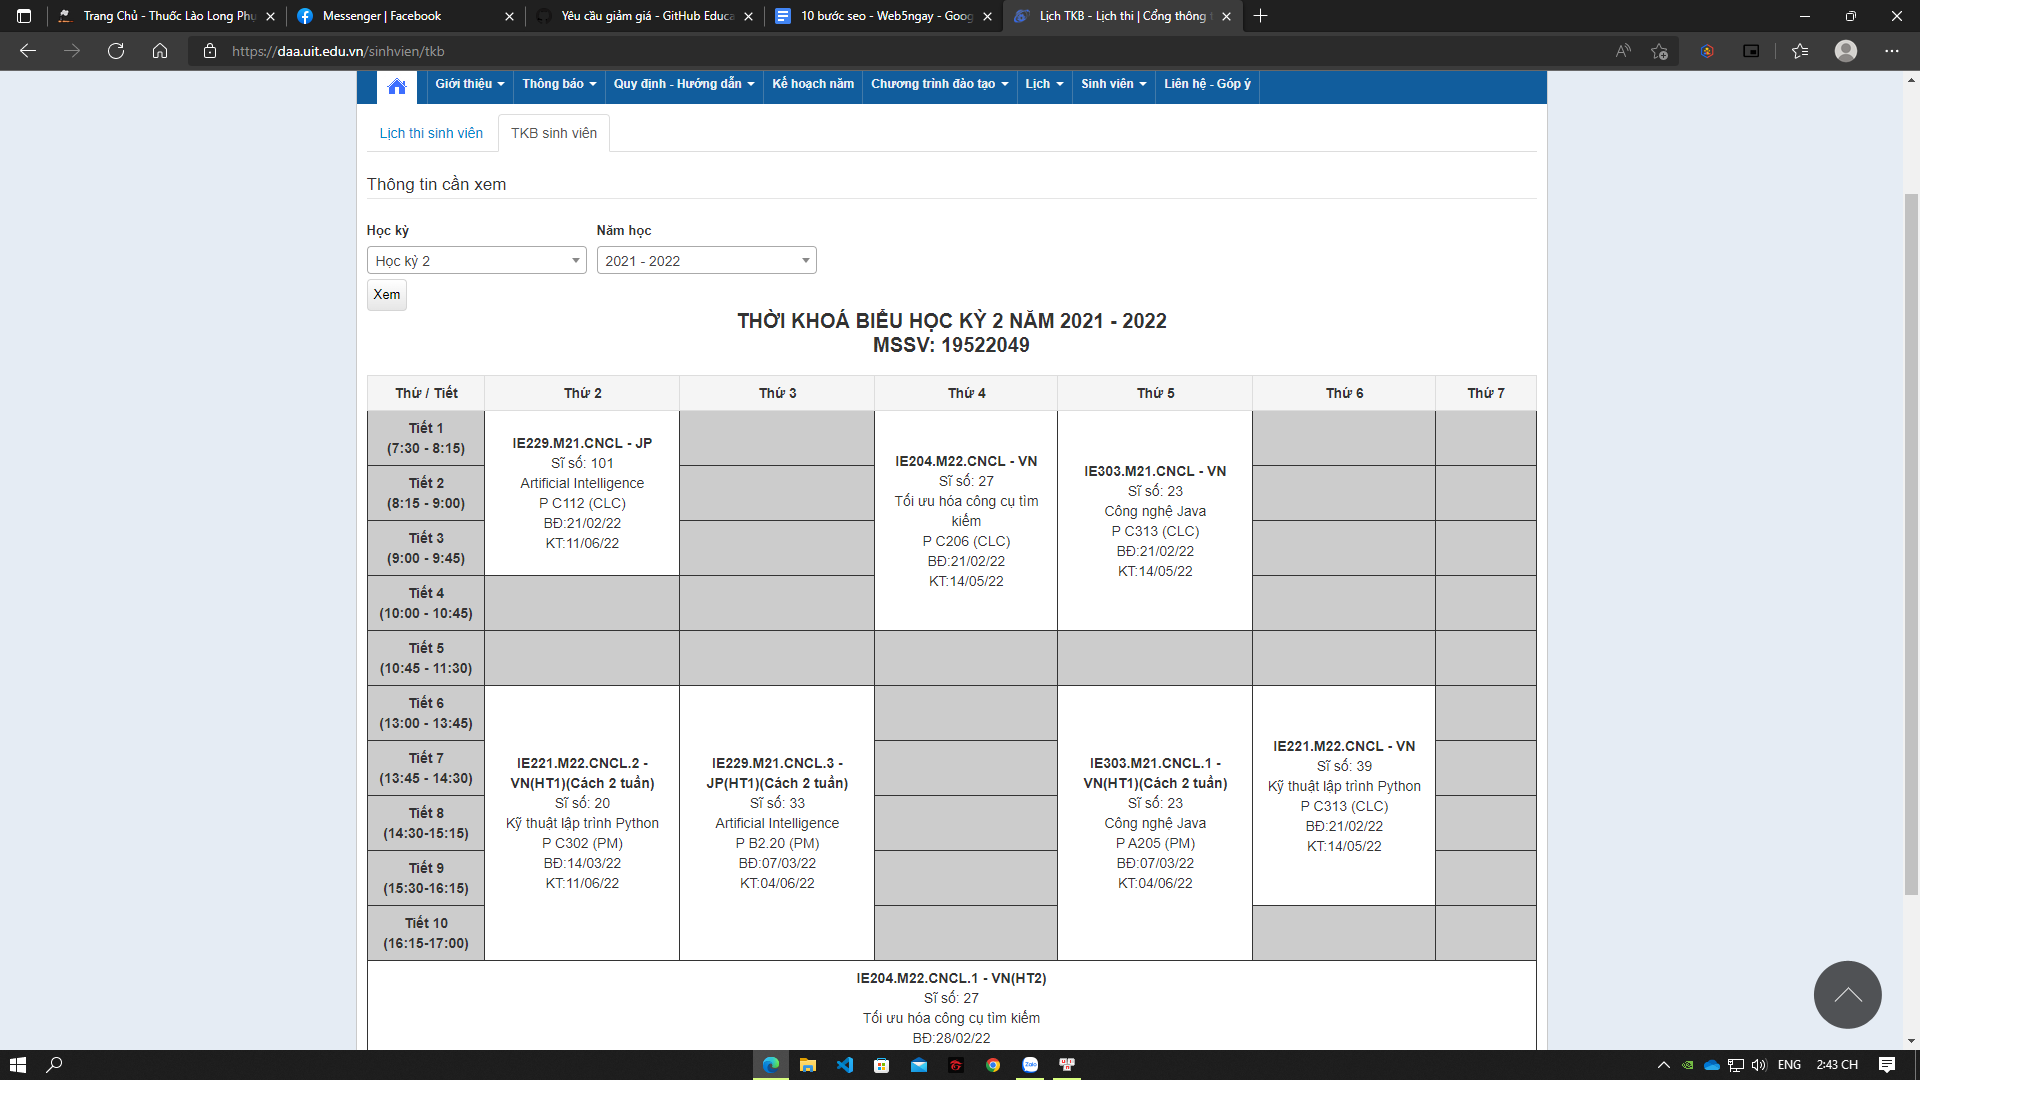 Trang Chủ - Thuốc Lào Long Phụ
Messenger | Facebook
Yêu cầu giảm giá - GitHub Educa
10 bước seo - Web5ngay - Goog
Lịch TKB - Lịch thi | Cổng thông t
https://daa.uit.edu.vn/sinhvien/tkb
Giới thiệu
Thông báo
Quy định - Hướng dẫn
Kế hoạch năm
Chương trình đào tạo
Lịch
Sinh viên
Liên hệ - Góp ý
Lịch thi sinh viên
TKB sinh viên
Thông tin cần xem
Học kỳ
Năm học
Học kỳ 2
2021 - 2022
Xem
THỜI KHOÁ BIỂU HỌC KỲ 2 NĂM 2021 - 2022
MSSV: 19522049
Thứ / Tiết
Thứ 2
Thứ 3
Thứ 4
Thứ 5
Thứ 6
Thứ 7
Tiết 1
(7:30 - 8:15)
Tiết 2
(8:15 - 9:00)
Tiết 3
(9:00 - 9:45)
Tiết 4
(10:00 - 10:45)
IE229.M21.CNCL - JP
Sĩ số: 101
Artificial Intelligence
P C112 (CLC)
BĐ:21/02/22
KT:11/06/22
IE204.M22.CNCL - VN
Sĩ số: 27
Tối ưu hóa công cụ tìm
kiếm
P C206 (CLC)
BĐ:21/02/22
KT:14/05/22
IE303.M21.CNCL - VN
Sĩ số: 23
Công nghệ Java
P C313 (CLC)
BĐ:21/02/22
KT:14/05/22
Tiết 5
(10:45 - 11:30)
Tiết 6
(13:00 - 13:45)
Tiết 7
(13:45 - 14:30)
Tiết 8
(14:30-15:15)
Tiết 9
(15:30-16:15)
Tiết 10
(16:15-17:00)
IE221.M22.CNCL.2 -
VN(HT1)(Cách 2 tuần)
Sĩ số: 20
Kỹ thuật lập trình Python
P C302 (PM)
BĐ:14/03/22
KT:11/06/22
IE229.M21.CNCL.3 -
JP(HT1)(Cách 2 tuần)
Sĩ số: 33
Artificial Intelligence
P B2.20 (PM)
BĐ:07/03/22
KT:04/06/22
IE303.M21.CNCL.1 -
VN(HT1)(Cách 2 tuần)
Sĩ số: 23
Công nghệ Java
P A205 (PM)
BĐ:07/03/22
KT:04/06/22
IE221.M22.CNCL - VN
Sĩ số: 39
Kỹ thuật lập trình Python
P C313 (CLC)
BĐ:21/02/22
KT:14/05/22
IE204.M22.CNCL.1 - VN(HT2)
Sĩ số: 27
Tối ưu hóa công cụ tìm kiếm
BĐ:28/02/22
Zalo
ENG
2:43 CH